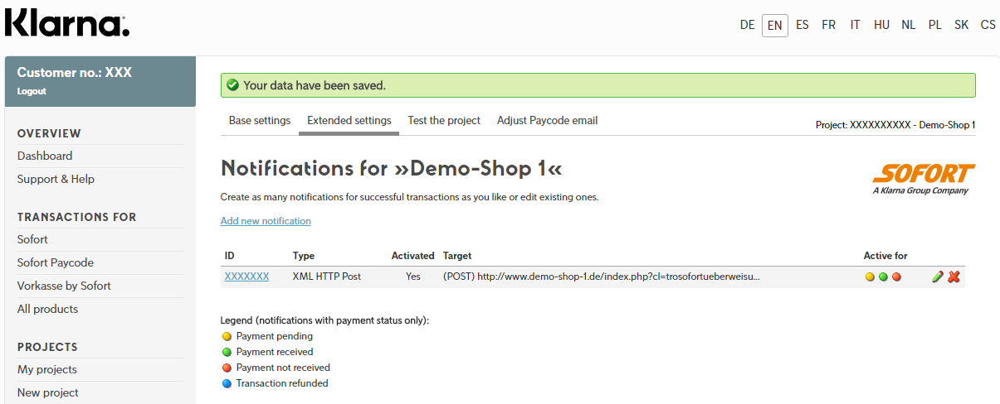 Klarna.
DE EN ES FR IT HU NL PL SK CS
Customer no.: XXX
Logout
OVERVIEW
Dashboard
Support & Help
TRANSACTIONS FOR
Sofort
Sofort Paycode
Vorkasse by Sofort
All products
PROJECTS
My projects
New project
Your data have been saved.
Base settings Extended settings Test the project Adjust Paycode email
Project: XXXXXXXXXX - Demo-Shop 1
Notifications for »Demo-Shop 1«
SOFORT
A Klarna Group Company
Create as many notifications for successful transactions as you like or edit existing ones.
Add new notification
ID Type Activated Target Active for
XXXXXXX XML HTTP Post Yes (POST) http://www.demo-shop-1.de/index.php?cl=trosofortueberweisu...
Legend (notifications with payment status only):
Payment pending
Payment received
Payment not received
Transaction refunded